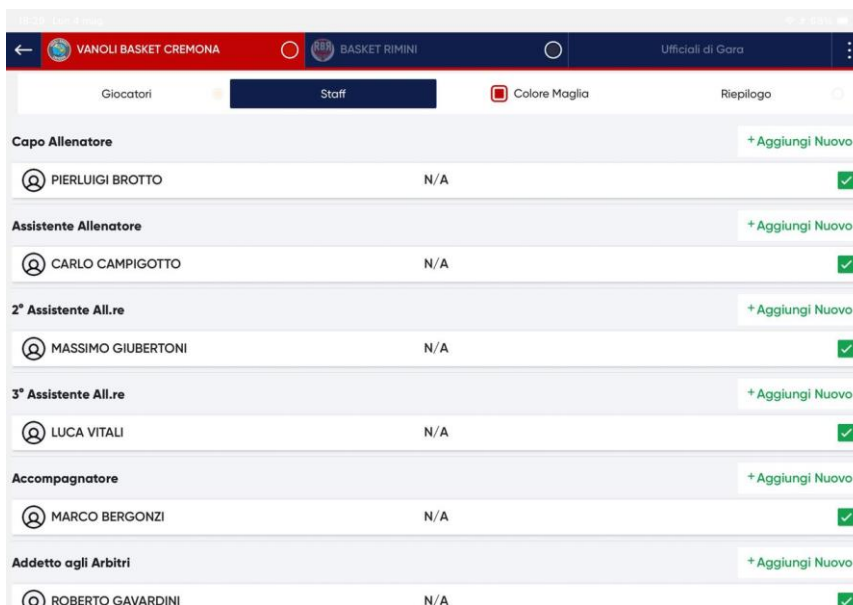 VANOLI BASKET CREMONA RBR BASKET RIMINI Ufficiali di Gara
Giocatori Staff Colore Maglia Riepilogo
Capo Allenatore +Aggiungi Nuovo
PIERLUIGI BROTTO N/A
Assistente Allenatore +Aggiungi Nuovo
CARLO CAMPIGOTTO N/A
2° Assistente All.re +Aggiungi Nuovo
MASSIMO GIUBERTONI N/A
3° Assistente All.re +Aggiungi Nuovo
LUCA VITALI N/A
Accompagnatore +Aggiungi Nuovo
MARCO BERGONZI N/A
Addetto agli Arbitri +Aggiungi Nuovo
ROBERTO GAVARDINI N/A